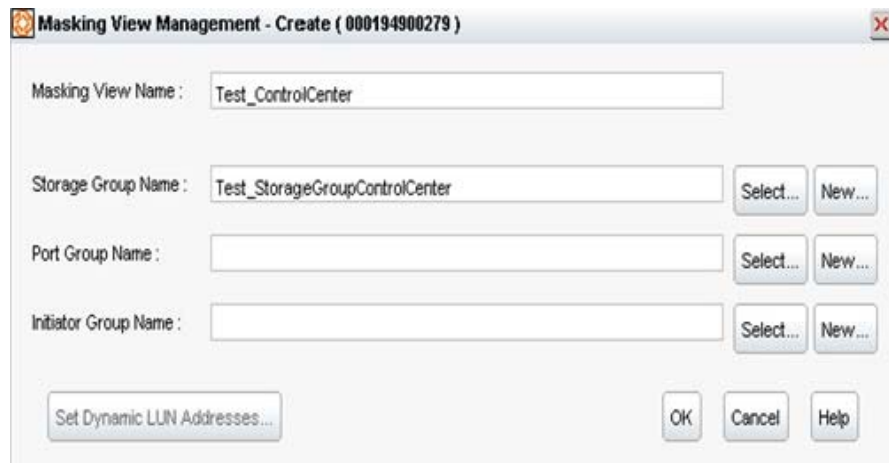 Masking View Management - Create ( 000194900279 )
Masking View Name : Test_ControlCenter
Storage Group Name : Test_StorageGroupControlCenter Select... New...
Port Group Name : Select... New...
Initiator Group Name : Select... New...
Set Dynamic LUN Addresses... OK Cancel Help